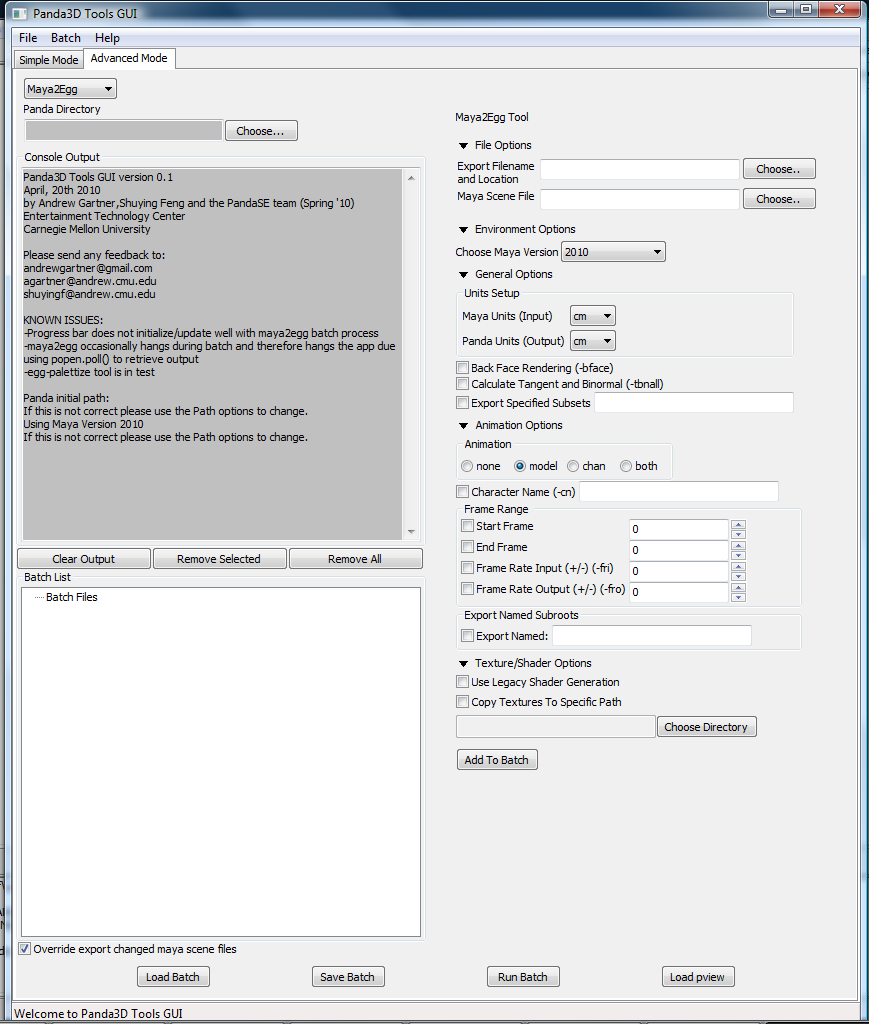 Panda3D Tools GUI
File Batch Help
Simple Mode Advanced Mode
Maya2Egg
Panda Directory
Choose...
Console Output
Panda3D Tools GUI version 0.1
April, 20th 2010
by Andrew Gartner,Shuying Feng and the PandaSE team (Spring '10)
Entertainment Technology Center
Carnegie Mellon University
Please send any feedback to:
andrewgartner@gmail.com
agartner@andrew.cmu.edu
shuyingf@andrew.cmu.edu
KNOWN ISSUES:
-Progress bar does not initialize/update well with maya2egg batch process
-maya2egg occasionally hangs during batch and therefore hangs the app due
using popen.poll() to retrieve output
-egg-palettize tool is in test
Panda initial path:
If this is not correct please use the Path options to change.
Using Maya Version 2010
If this is not correct please use the Path options to change.
Clear Output Remove Selected Remove All
Batch List
Batch Files
Override export changed maya scene files
Maya2Egg Tool
File Options
Export Filename
and Location
Choose..
Maya Scene File
Choose..
Environment Options
Choose Maya Version 2010
General Options
Units Setup
Maya Units (Input) cm
Panda Units (Output) cm
Back Face Rendering (-bface)
Calculate Tangent and Binormal (-tbnall)
Export Specified Subsets
Animation Options
Animation
none model chan both
Character Name (-cn)
Frame Range
Start Frame 0
End Frame 0
Frame Rate Input (+/-) (-fri) 0
Frame Rate Output (+/-) (-fro) 0
Export Named Subroots
Export Named:
Texture/Shader Options
Use Legacy Shader Generation
Copy Textures To Specific Path
Choose Directory
Add To Batch
Load Batch Save Batch Run Batch Load pview
Welcome to Panda3D Tools GUI